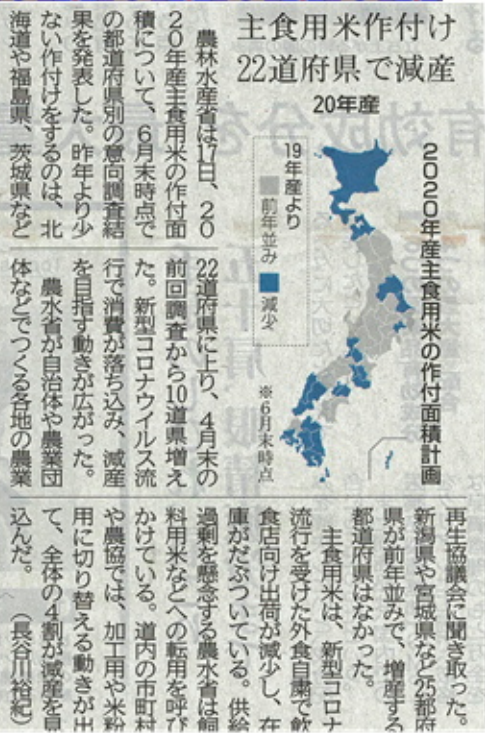 主食用米作付け
22道府県で減産
20年産
2020年産主食用米の作付面積計画
19年産より
前年並み
減少
※6月末時点
農林水産省は17日、20
20年産主食用米の作付面
積について、6月末時点で
の都道府県別の意向調査結
果を発表した。昨年より少
ない作付けをするのは、北
海道や福島県、茨城県など
22道府県に上り、4月末の
前回調査から10道県増え
た。新型コロナウイルス流
行で消費が落ち込み、減産
を目指す動きが広がった。
農水省が自治体や農業団
体などでつくる各地の農業
再生協議会に聞き取った。
新潟県や宮城県など25都府
県が前年並みで、増産する
都道府県はなかった。
主食用米は、新型コロナ
流行を受けた外食自粛で飲
食店向け出荷が減少し、在
庫がだぶついている。供給
過剰を懸念する農水省は飼
料用米などへの転用を呼び
かけている。道内の市町村
や農協では、加工用や米粉
用に切り替える動きが出
て、全体の4割が減産を見
込んだ。（長谷川裕紀）